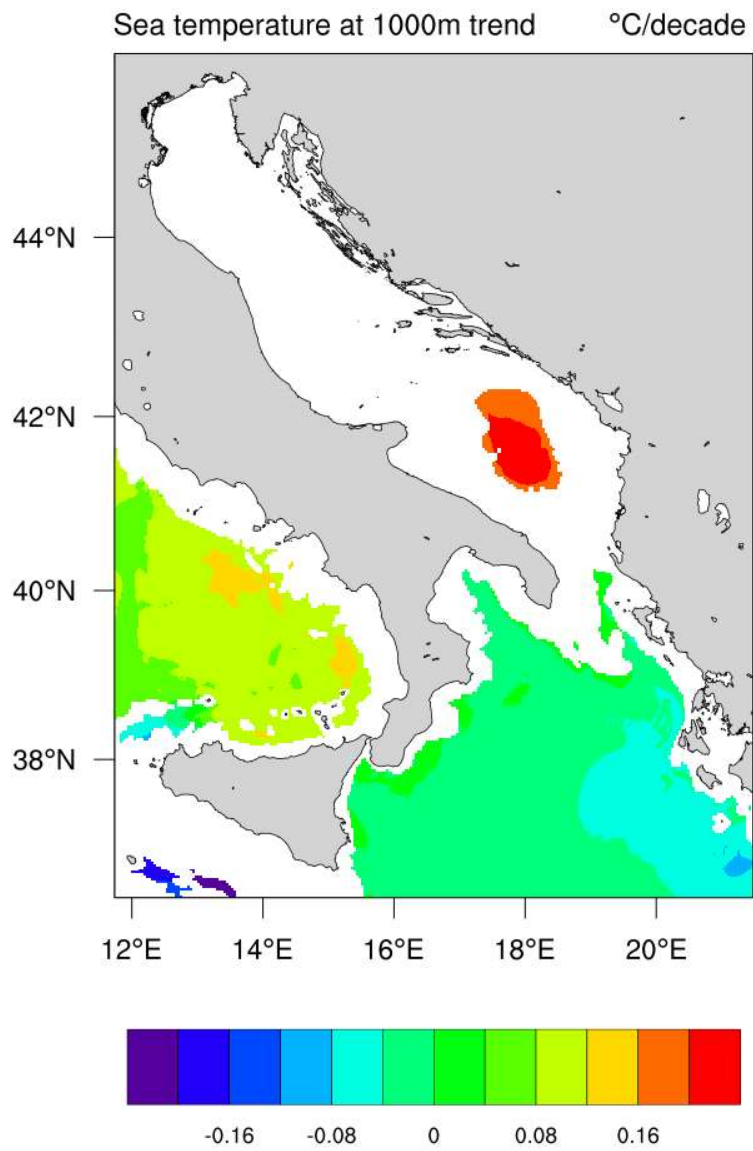 Sea temperature at 1000m trend °C/decade
44°N
42°N
40°N
38°N
12°E 14°E 16°E 18°E 20°E
-0.16 -0.08 0 0.08 0.16